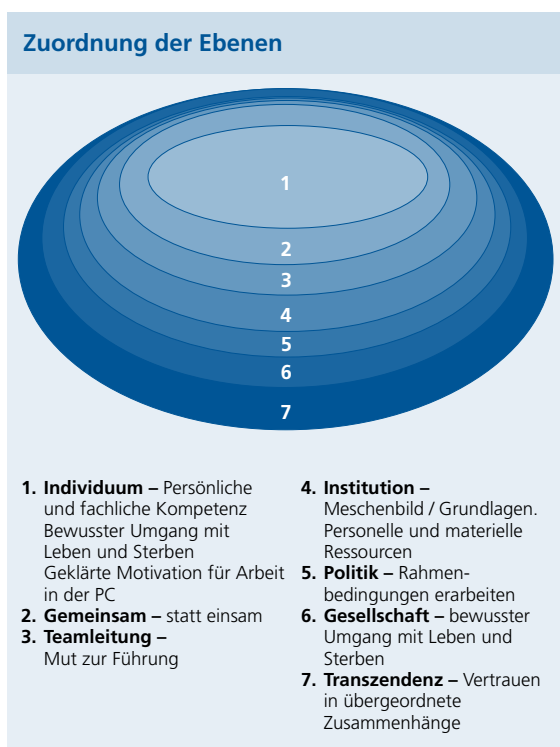 Zuordnung der Ebenen
1
2
3
4
5
6
7
1. Individuum – Persönliche
und fachliche Kompetenz
Bewusster Umgang mit
Leben und Sterben
Geklärte Motivation für Arbeit
in der PC
2. Gemeinsam – statt einsam
3. Teamleitung –
Mut zur Führung
4. Institution –
Meschenbild / Grundlagen.
Personelle und materielle
Ressourcen
5. Politik – Rahmen-
bedingungen erarbeiten
6. Gesellschaft – bewusster
Umgang mit Leben und
Sterben
7. Transzendenz – Vertrauen
in übergeordnete
Zusammenhänge